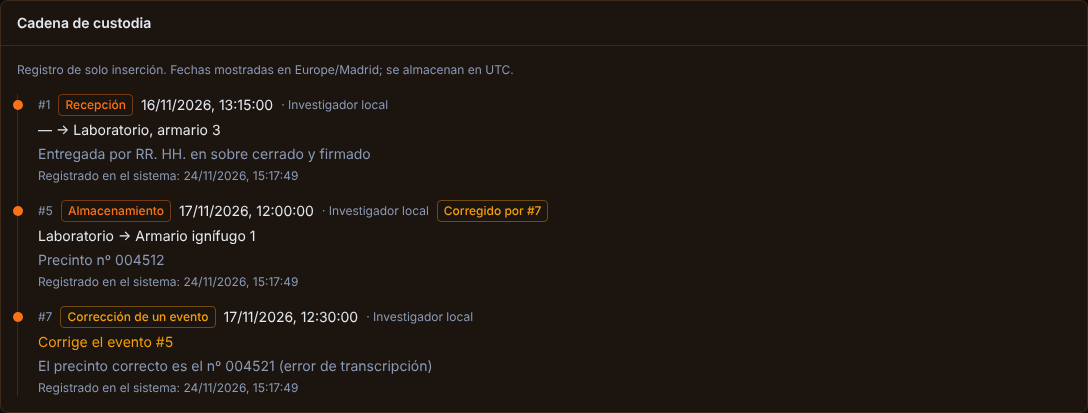 Cadena de custodia
Registro de solo inserción. Fechas mostradas en Europe/Madrid; se almacenan en UTC.
#1 Recepción 16/11/2026, 13:15:00 · Investigador local
— → Laboratorio, armario 3
Entregada por RR. HH. en sobre cerrado y firmado
Registrado en el sistema: 24/11/2026, 15:17:49
#5 Almacenamiento 17/11/2026, 12:00:00 · Investigador local Corregido por #7
Laboratorio → Armario ignífugo 1
Precinto nº 004512
Registrado en el sistema: 24/11/2026, 15:17:49
#7 Corrección de un evento 17/11/2026, 12:30:00 · Investigador local
Corrige el evento #5
El precinto correcto es el nº 004521 (error de transcripción)
Registrado en el sistema: 24/11/2026, 15:17:49